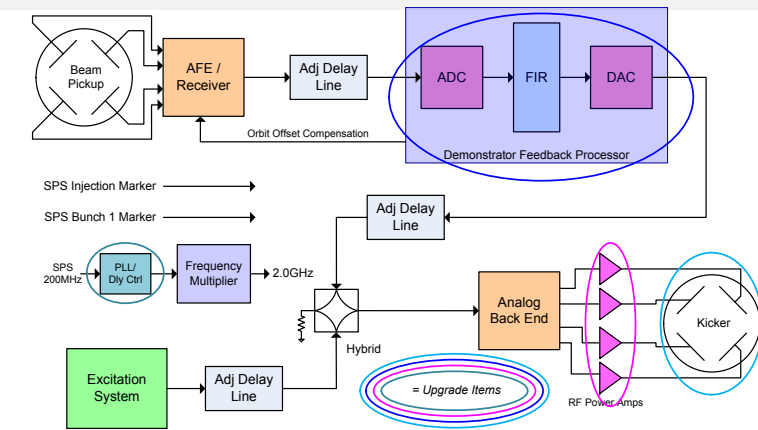 Beam
Pickup
AFE /
Receiver
Adj Delay
Line
ADC
FIR
DAC
Orbit Offset Compensation
Demonstrator Feedback Processor
SPS Injection Marker
SPS Bunch 1 Marker
Adj Delay
Line
SPS
200MHz
PLL/
Dly Ctrl
Frequency
Multiplier
2.0GHz
Hybrid
Analog
Back End
Kicker
RF Power Amps
Excitation
System
Adj Delay
Line
= Upgrade Items